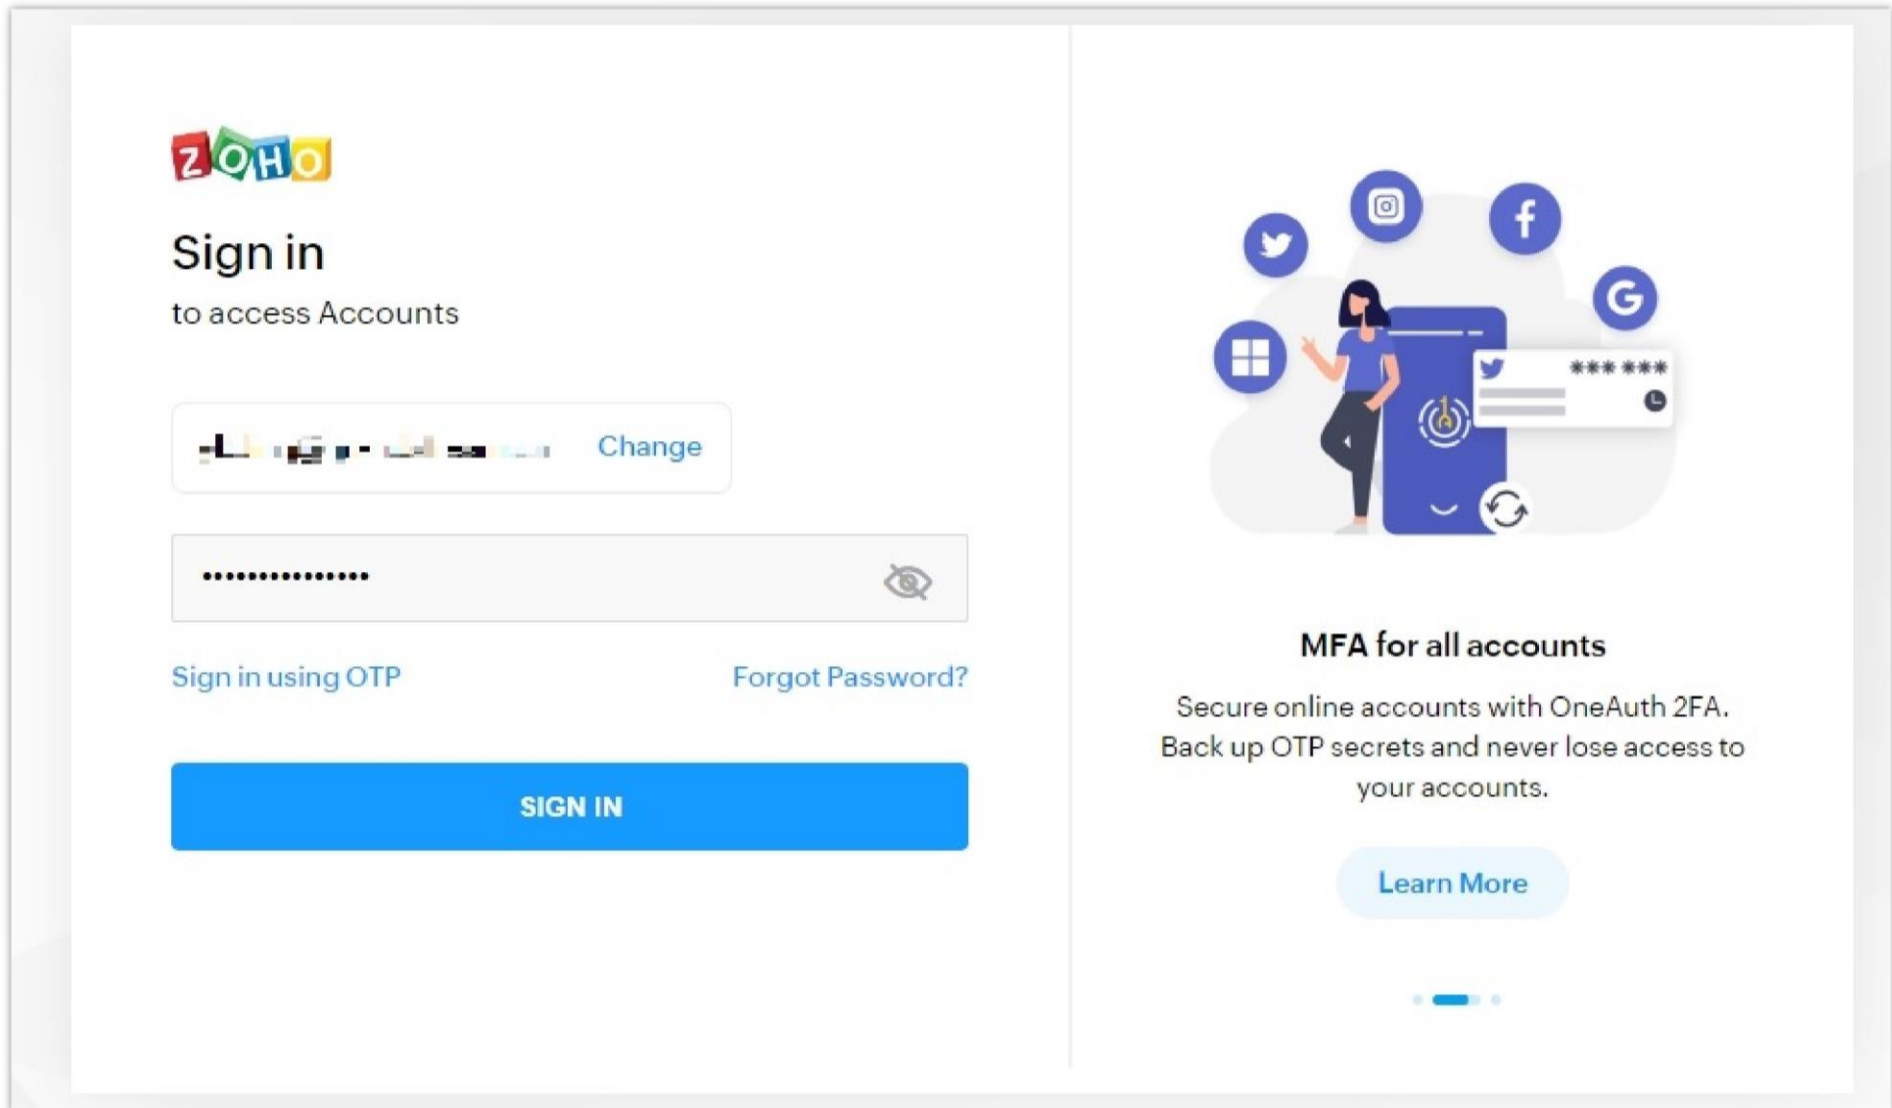 ZOHO
Sign in
to access Accounts
Change
•••••••••••••••
Sign in using OTP
Forgot Password?
SIGN IN
*** ***
MFA for all accounts
Secure online accounts with OneAuth 2FA.
Back up OTP secrets and never lose access to
your accounts.
Learn More